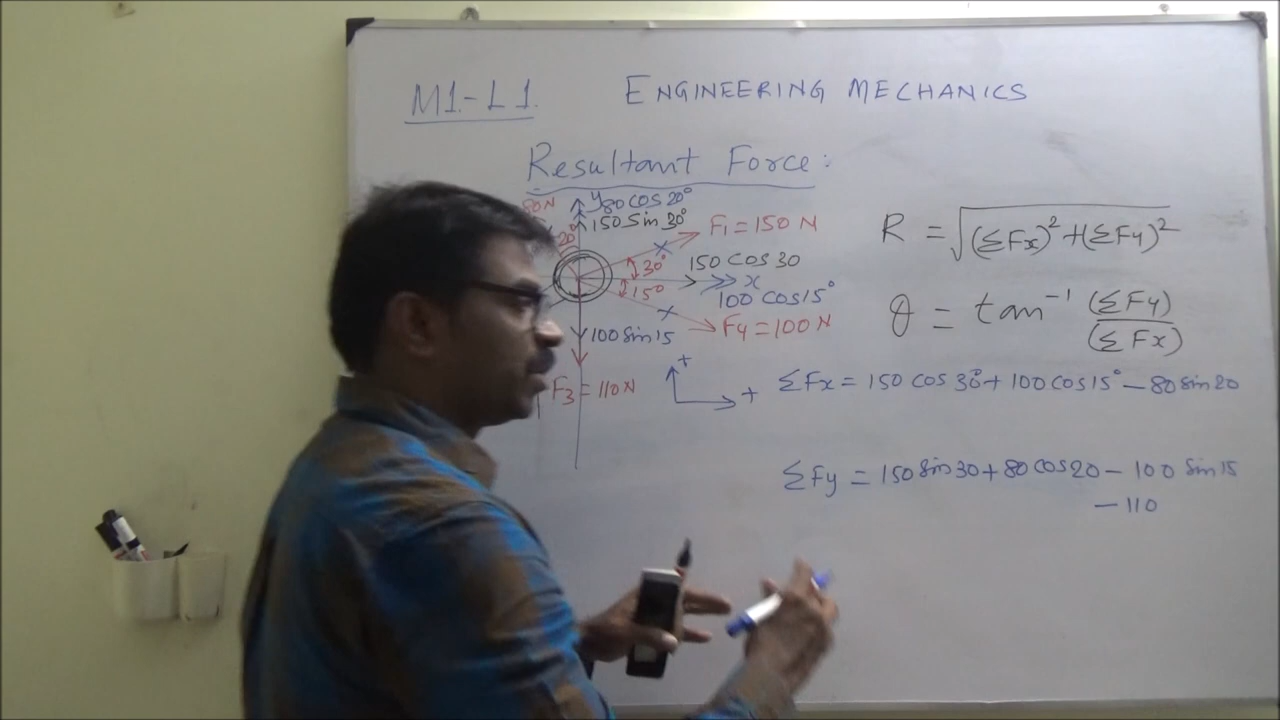 M1-L1. ENGINEERING MECHANICS
Resultant Force:
80N
y
80 cos 20°
150 Sin 30°
20°
F₁ = 150 N
30°
150 cos 30
x
15°
100 cos 15°
F₄ = 100 N
100 Sin 15
F₃ = 110 N
+
+
R = √(ΣFx)² + (ΣFy)²
θ = tan⁻¹ (ΣFy)
(ΣFx)
ΣFx = 150 cos 30° + 100 cos 15° − 80 sin 20
ΣFy = 150 sin 30 + 80 cos 20 − 100 Sin 15
− 110